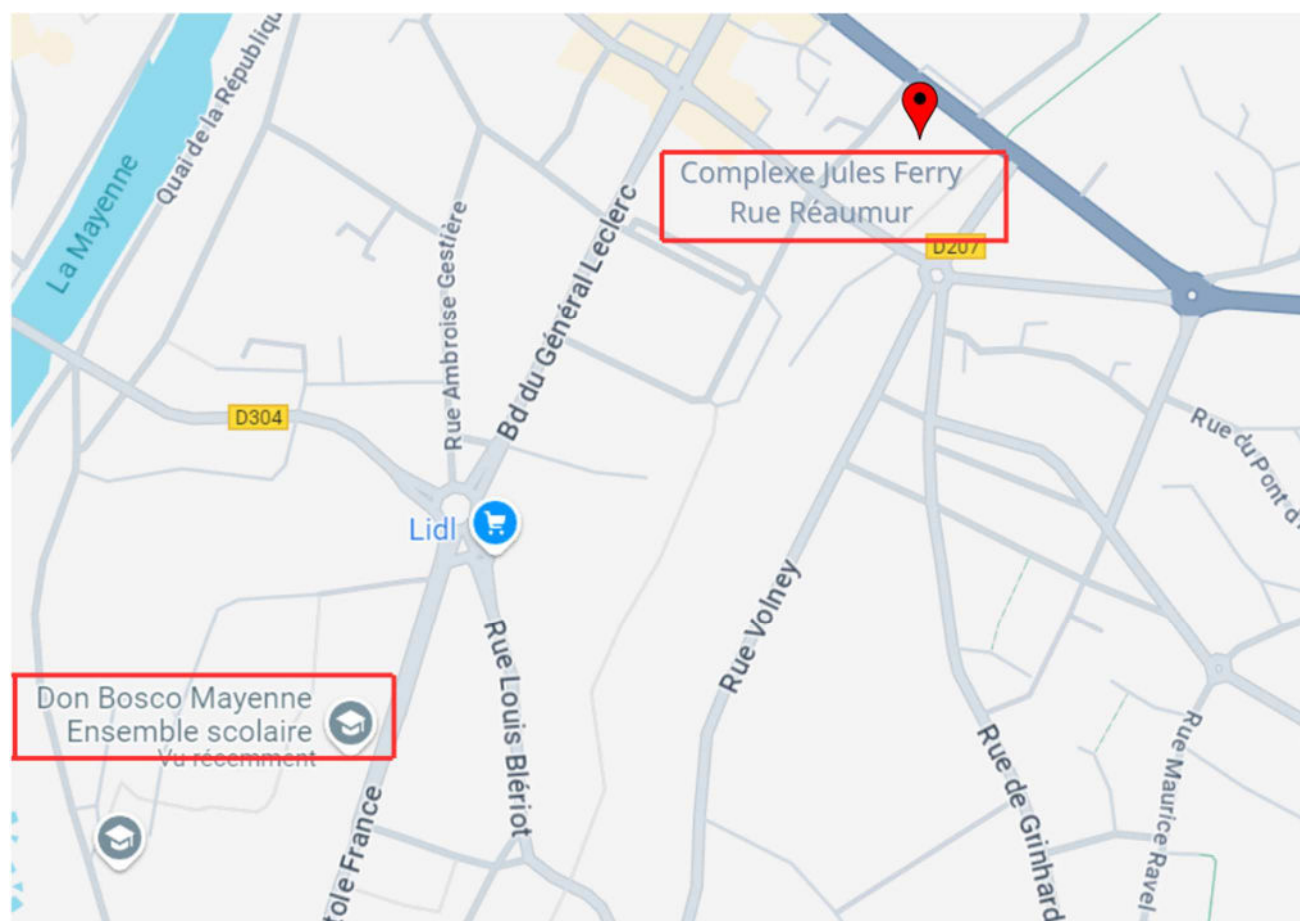 Quai de la République
La Mayenne
Rue Ambroise Gestière
Bd du Général Leclerc
Complexe Jules Ferry
Rue Réaumur
D207
D304
Rue du Pont
Lidl
Rue Volney
Rue Louis Blériot
Don Bosco Mayenne
Ensemble scolaire
Vu récemment
Rue de Grinhard
Rue Maurice Ravel
France